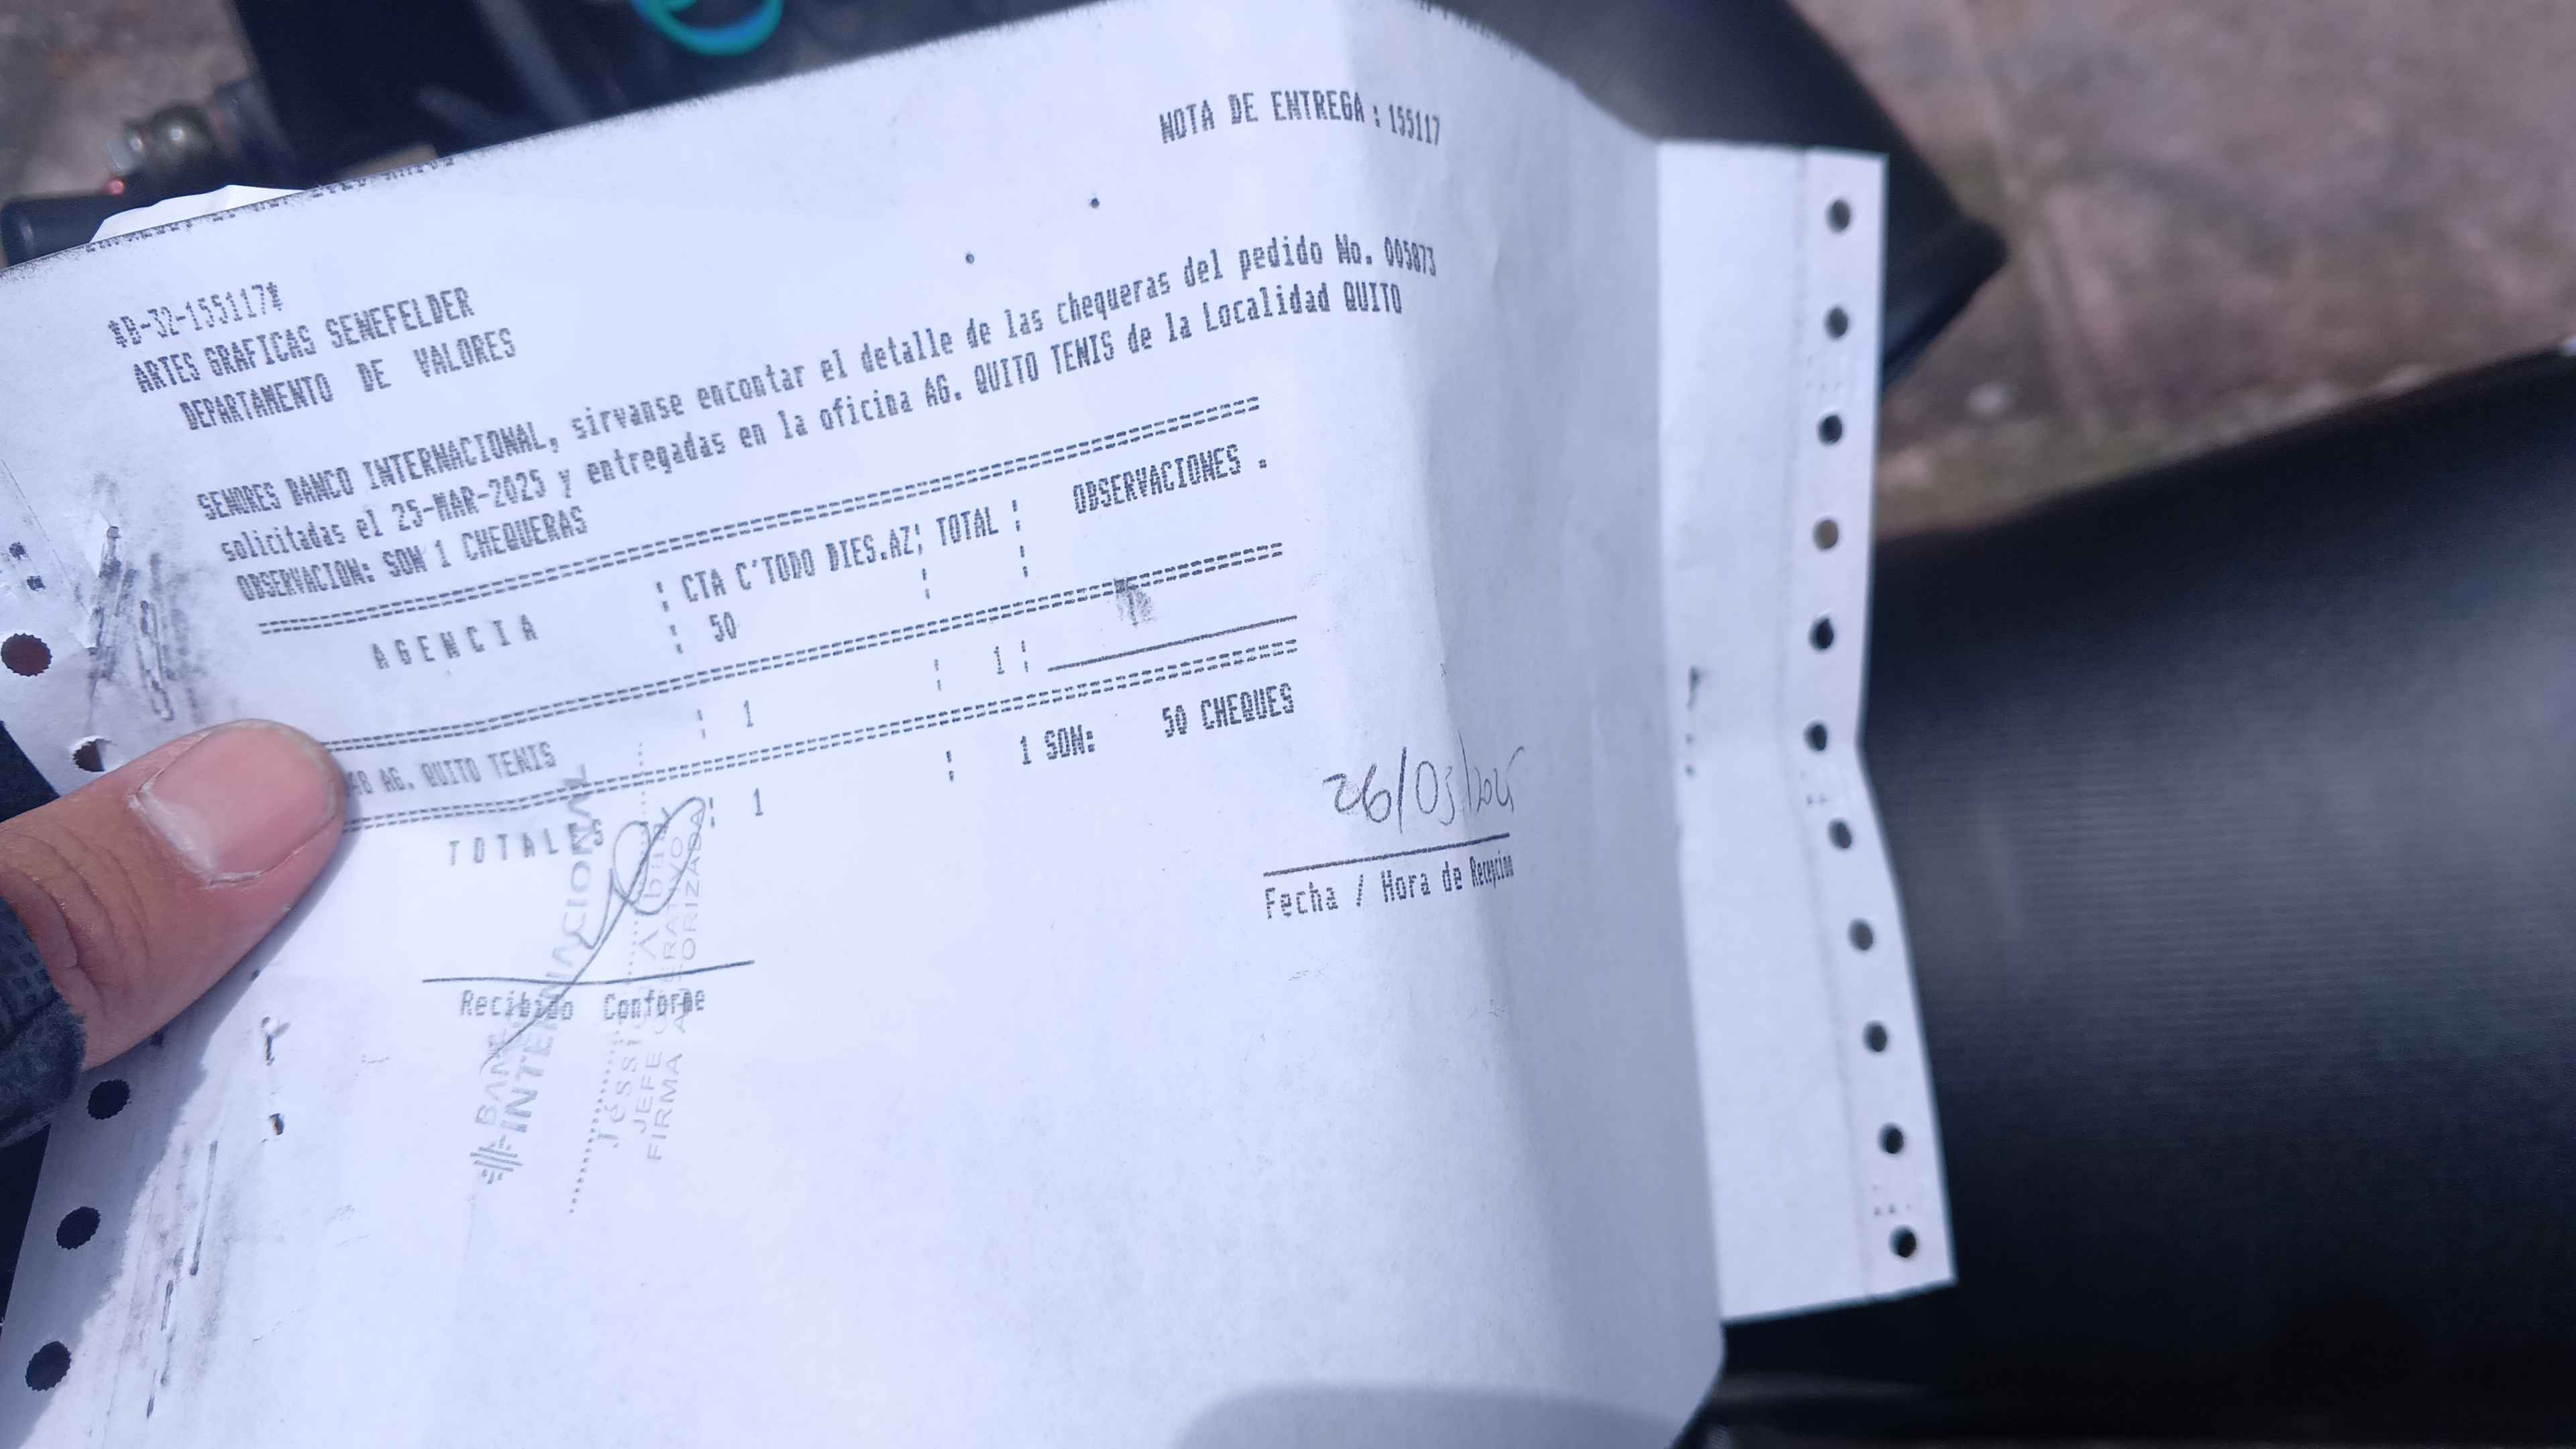 NOTA DE ENTREGA : 155117
*B-32-155117*
ARTES GRAFICAS SENEFELDER
DEPARTAMENTO DE VALORES
SENORES BANCO INTERNACIONAL, sirvanse encontar el detalle de las chequeras del pedido No. 005873
solicitadas el 25-MAR-2025 y entregadas en la oficina AG. QUITO TENIS de la Localidad QUITO
OBSERVACION: SON 1 CHEQUERAS
AGENCIA : CTA C'TODO DIES.AZ: TOTAL : OBSERVACIONES .
: 50 : :
AG. QUITO TENIS : 1 : 1 :
TOTALES : 1 : 1 SON: 50 CHEQUES
26/03/2025
Fecha / Hora de Recepcion
Recibido Conforme
BANCO
INTERNACIONAL
JEFE
FIRMA AUTORIZADA